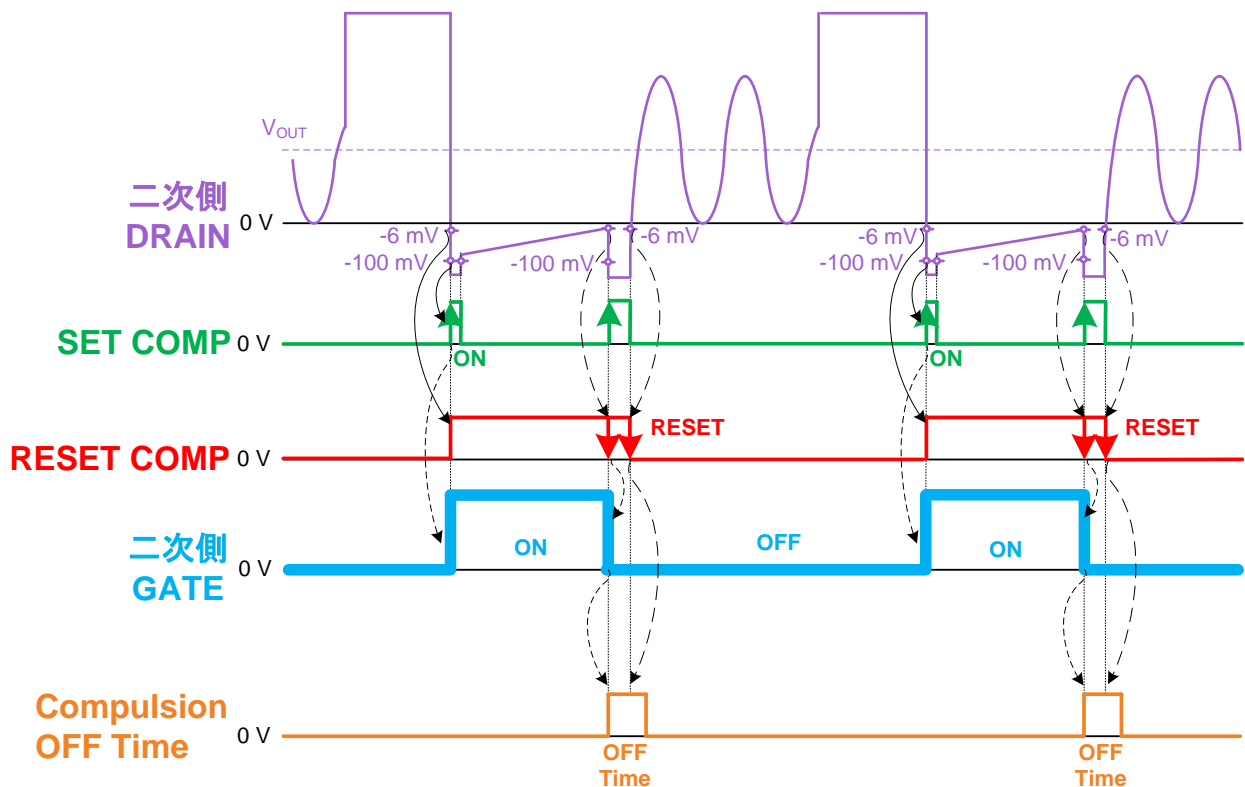 V_OUT
二次側
DRAIN
0 V
-6 mV
-100 mV
-100 mV
-6 mV
-6 mV
-100 mV
-100 mV
-6 mV
SET COMP
0 V
ON
ON
RESET COMP
0 V
RESET
RESET
二次側
GATE
0 V
ON
OFF
ON
Compulsion
OFF Time
0 V
OFF
Time
OFF
Time